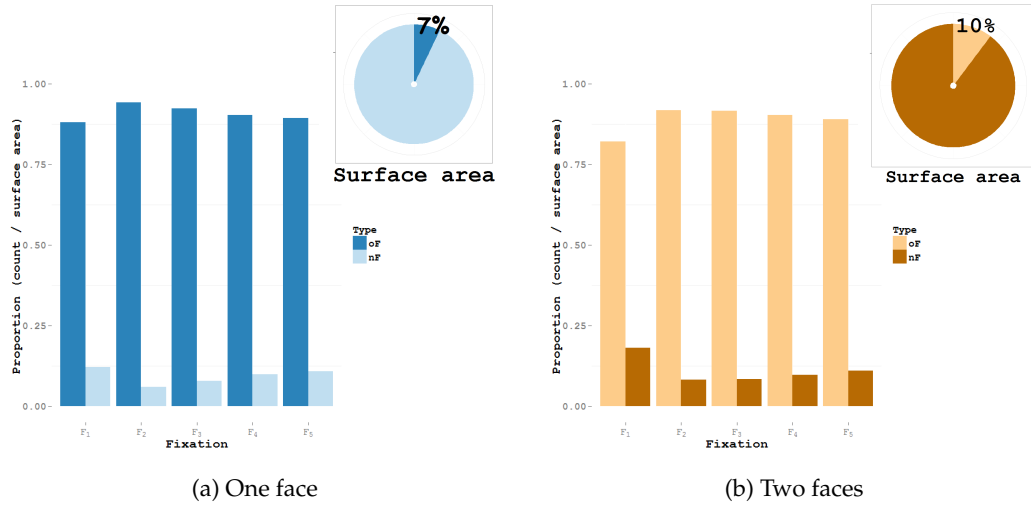 7%
Surface area
Proportion (count / surface area)
1.00
0.75
0.50
0.25
0.00
F1
F2
F3
F4
F5
Fixation
Type
oF
nF
(a) One face
10%
Surface area
Proportion (count / surface area)
1.00
0.75
0.50
0.25
0.00
F1
F2
F3
F4
F5
Fixation
Type
oF
nF
(b) Two faces